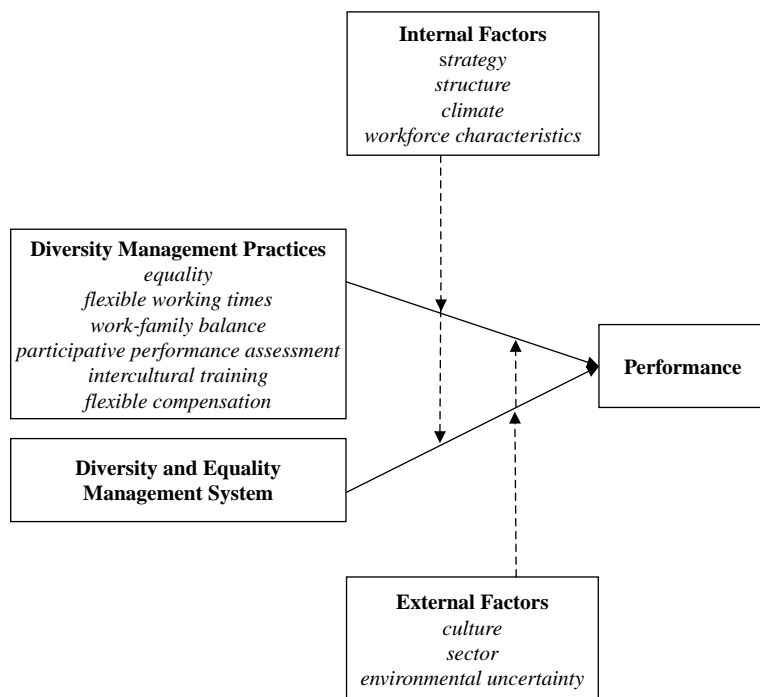 Internal Factors
strategy
structure
climate
workforce characteristics
Diversity Management Practices
equality
flexible working times
work-family balance
participative performance assessment
intercultural training
flexible compensation
Performance
Diversity and Equality
Management System
External Factors
culture
sector
environmental uncertainty